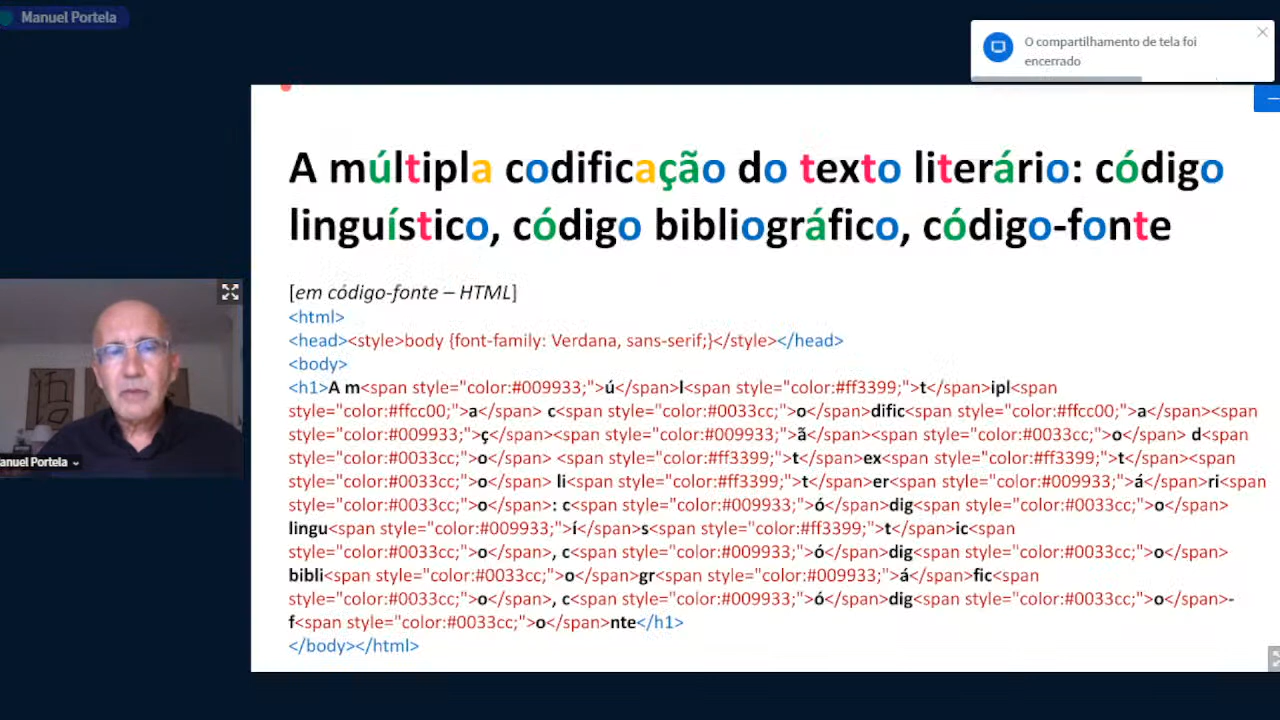 Manuel Portela
O compartilhamento de tela foi
encerrado
A múltipla codificação do texto literário: código
linguístico, código bibliográfico, código-fonte
[em código-fonte – HTML]
<html>
<head><style>body {font-family: Verdana, sans-serif;}</style></head>
<body>
<h1>A m<span style="color:#009933;">ú</span>l<span style="color:#ff3399;">t</span>ipl<span
style="color:#ffcc00;">a</span> c<span style="color:#0033cc;">o</span>dific<span style="color:#ffcc00;">a</span><span
style="color:#009933;">ç</span><span style="color:#009933;">ã</span><span style="color:#0033cc;">o</span> d<span
style="color:#0033cc;">o</span> <span style="color:#ff3399;">t</span>ex<span style="color:#ff3399;">t</span><span
style="color:#0033cc;">o</span> li<span style="color:#ff3399;">t</span>er<span style="color:#009933;">á</span>ri<span
style="color:#0033cc;">o</span>: c<span style="color:#009933;">ó</span>dig<span style="color:#0033cc;">o</span>
lingu<span style="color:#009933;">í</span>s<span style="color:#ff3399;">t</span>ic<span
style="color:#0033cc;">o</span>, c<span style="color:#009933;">ó</span>dig<span style="color:#0033cc;">o</span>
bibli<span style="color:#0033cc;">o</span>gr<span style="color:#009933;">á</span>fic<span
style="color:#0033cc;">o</span>, c<span style="color:#009933;">ó</span>dig<span style="color:#0033cc;">o</span>-
f<span style="color:#0033cc;">o</span>nte</h1>
</body></html>
anuel Portela